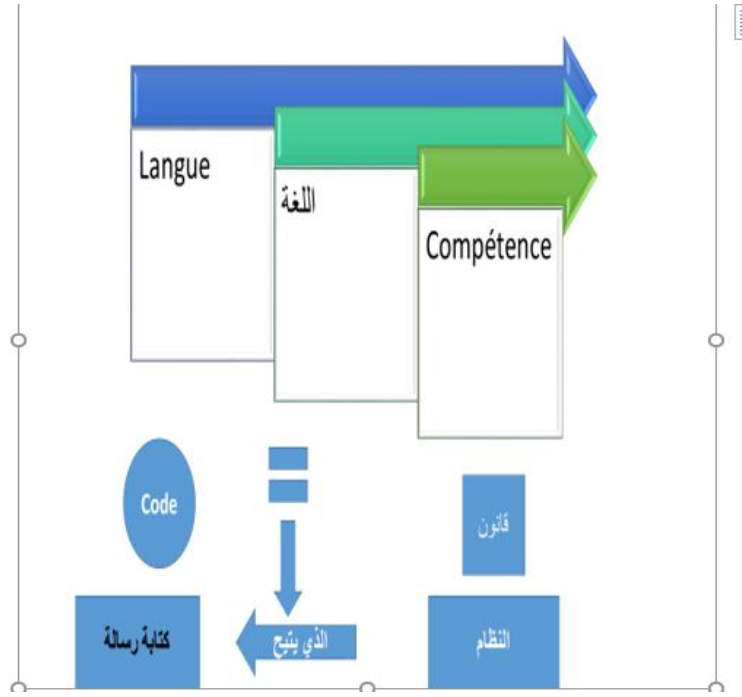 Langue
اللغة
Compétence
Code
قانون
النظام
الذي يتيح
كتابة رسالة